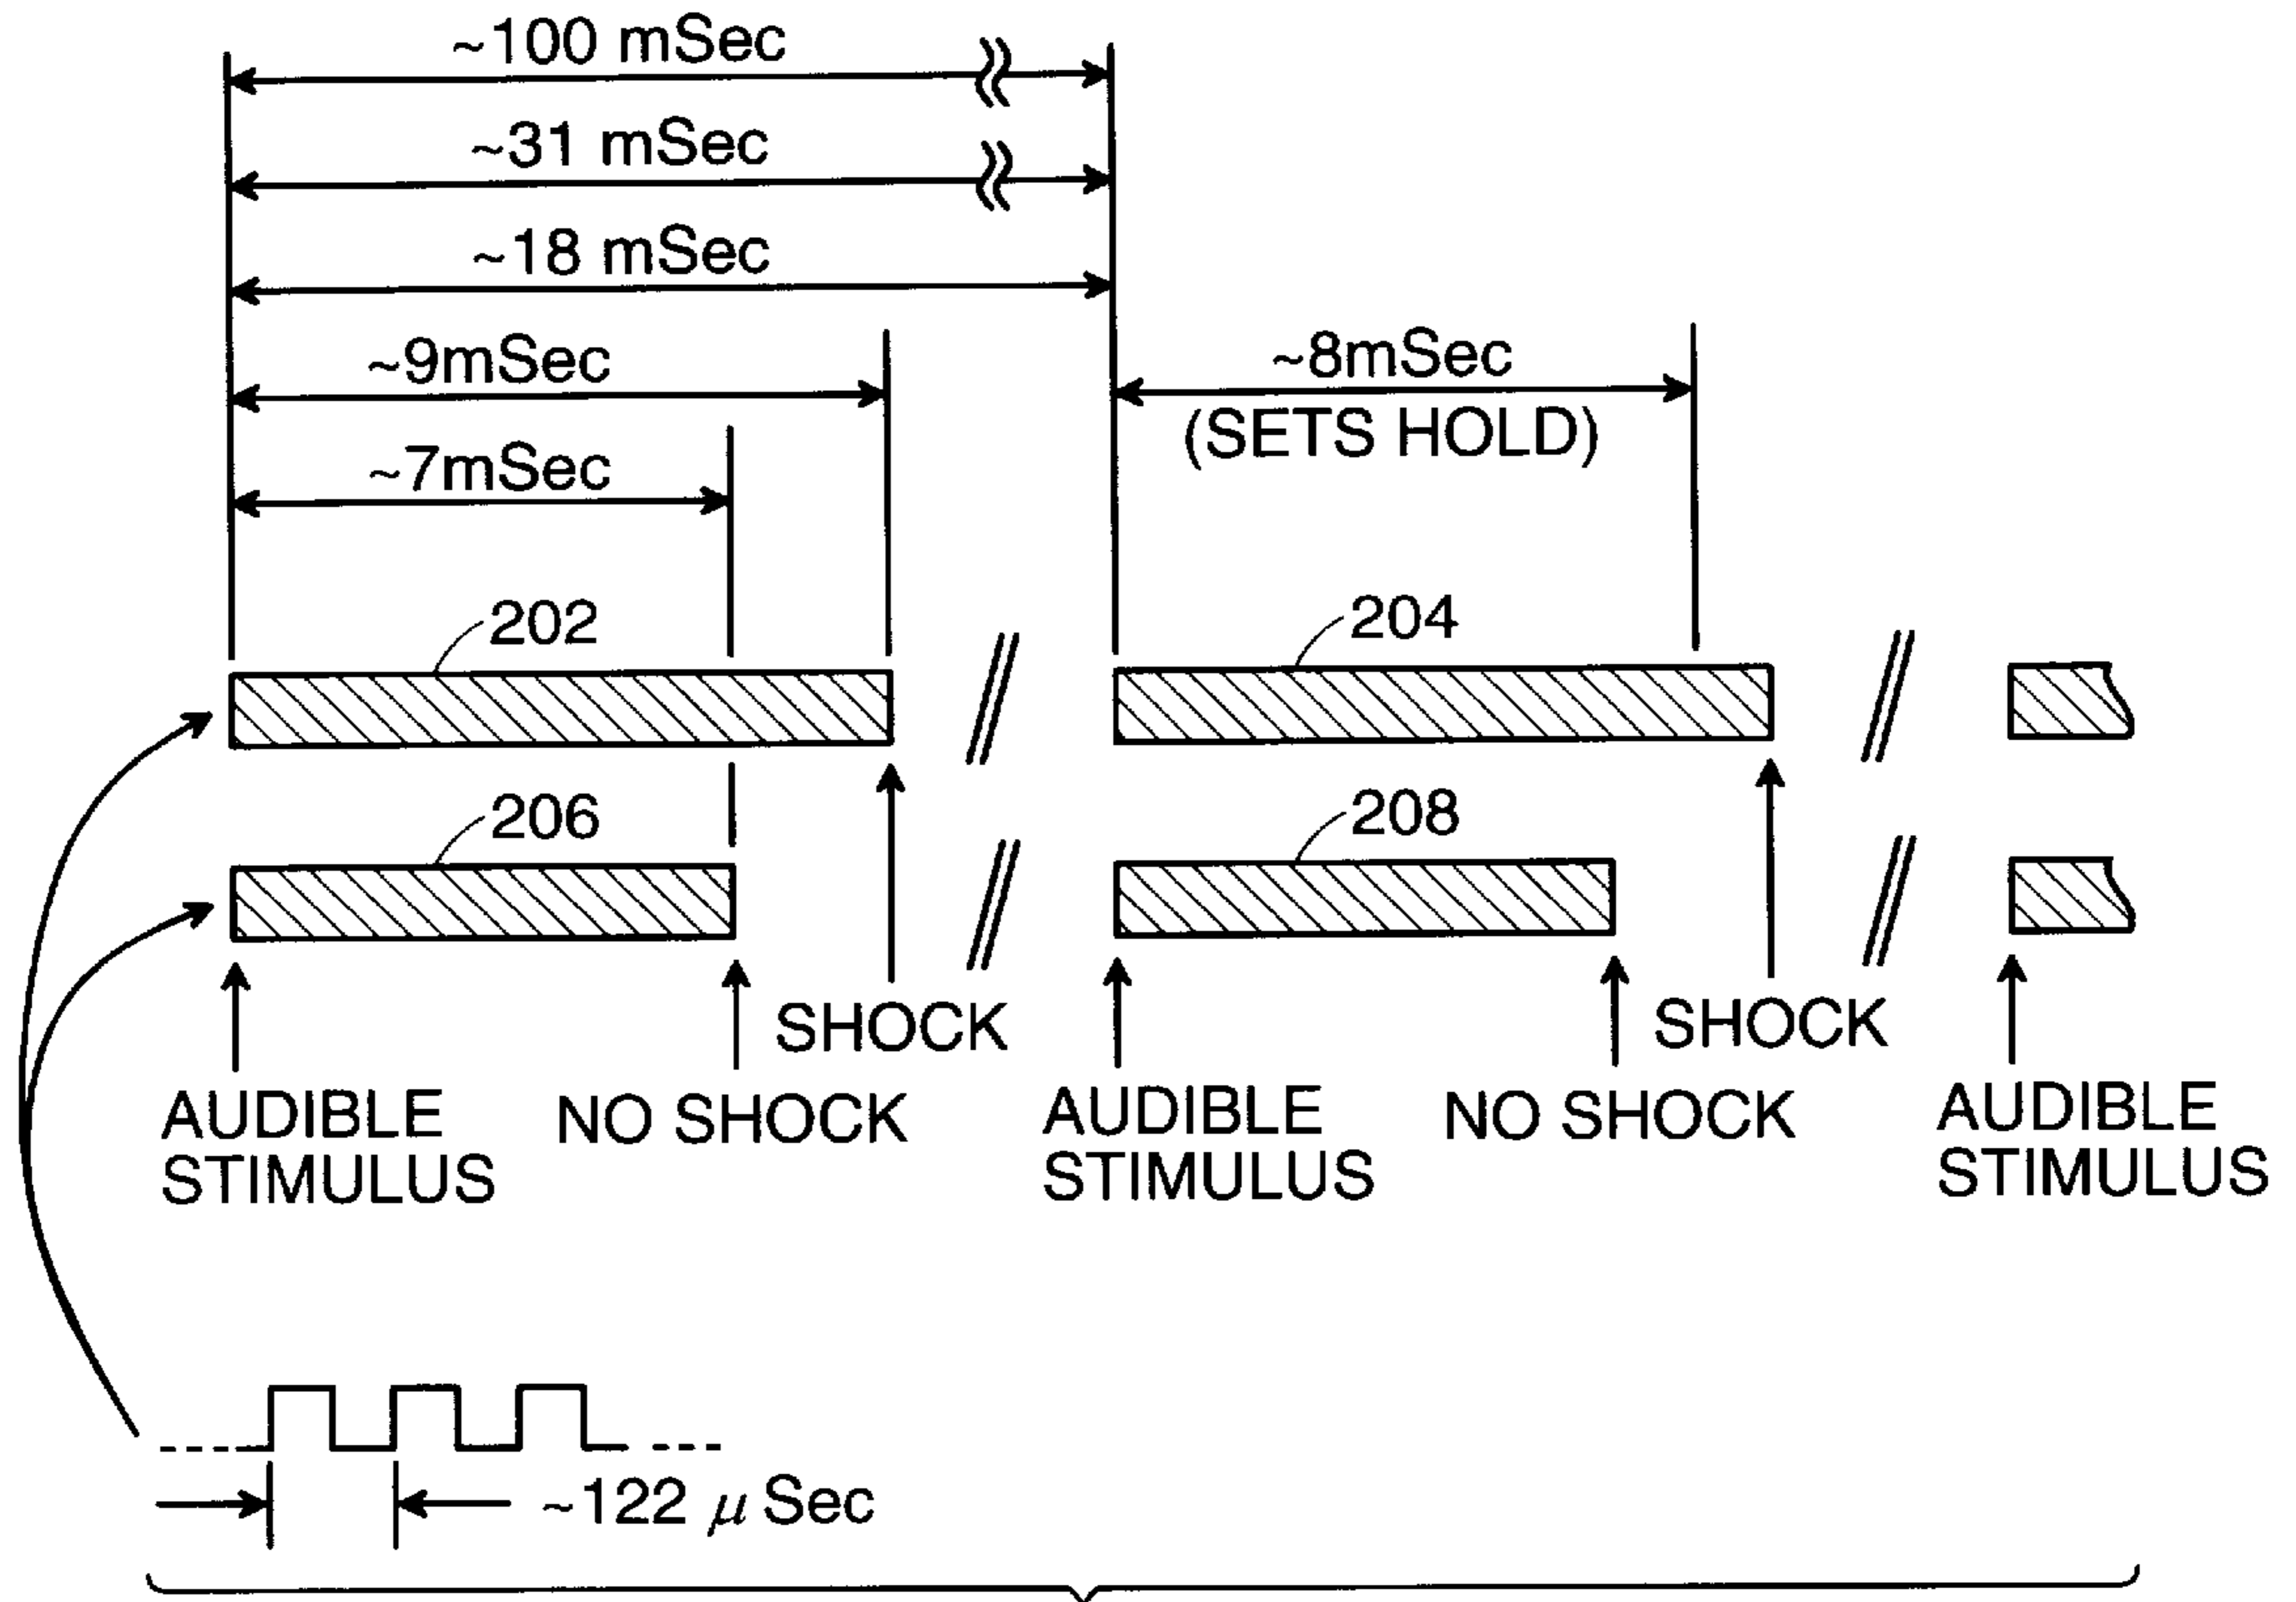 ~100 mSec
~31 mSec
~18 mSec
~9mSec
~8mSec
(SETS HOLD)
~7mSec
202
204
206
208
SHOCK
SHOCK
AUDIBLE
STIMULUS
NO SHOCK
AUDIBLE
STIMULUS
NO SHOCK
AUDIBLE
STIMULUS
~122 μ Sec